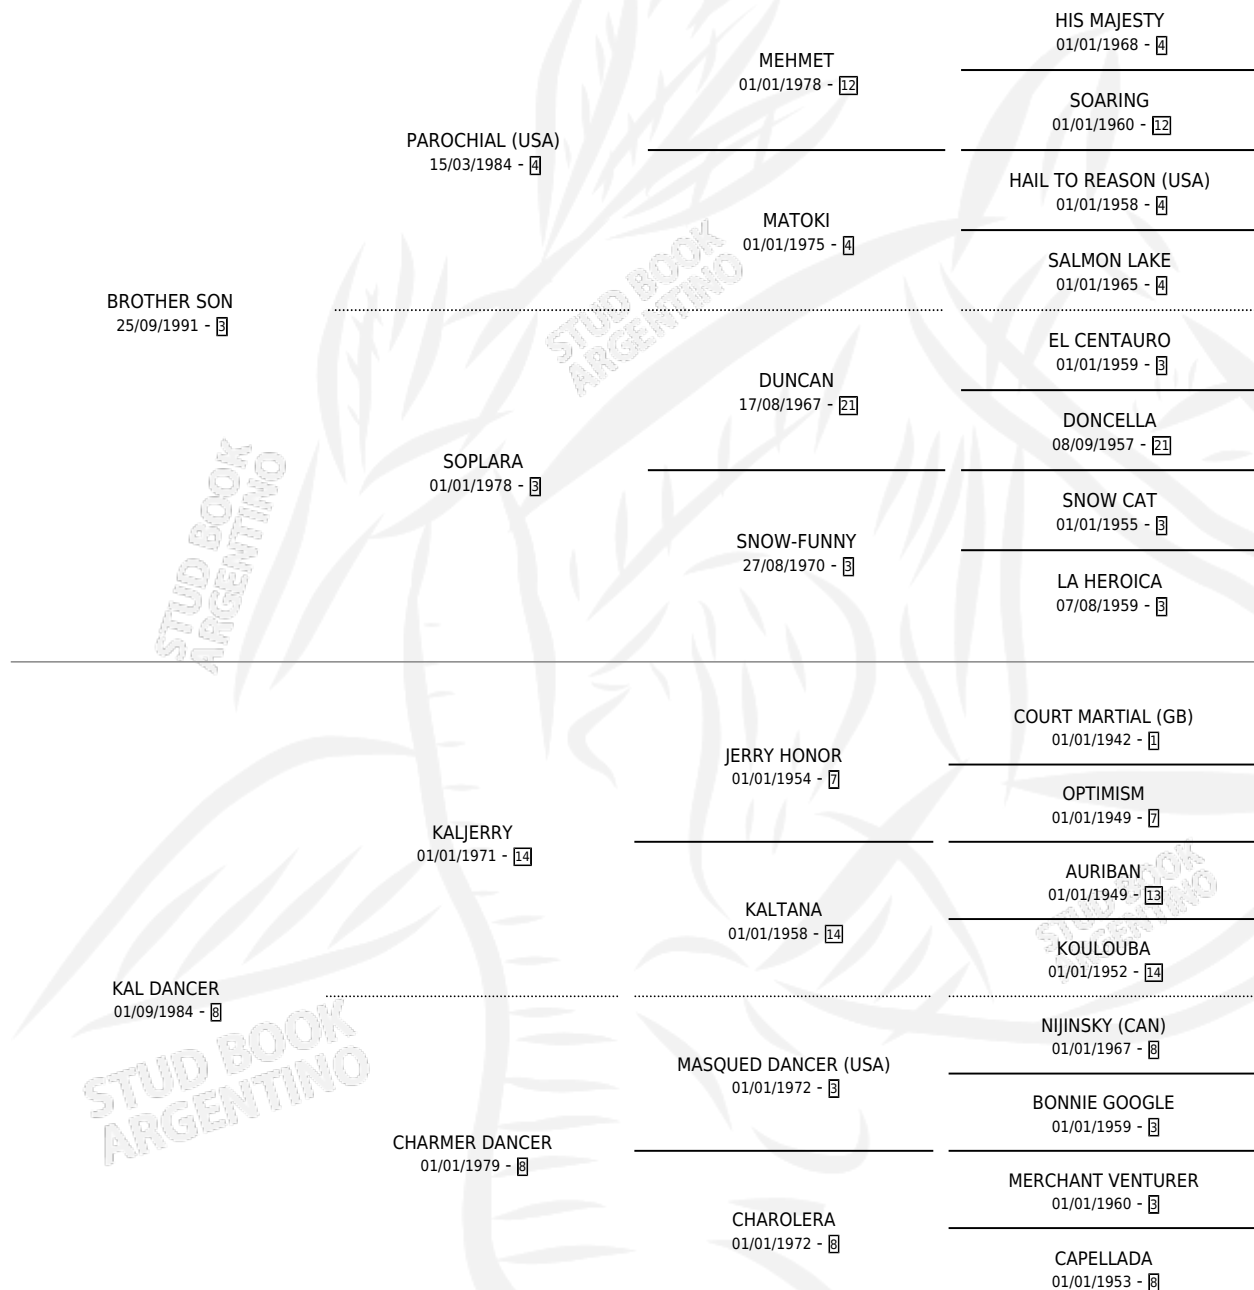 HIS MAJESTY
01/01/1968 - 4
MEHMET
01/01/1978 - 12
SOARING
01/01/1960 - 12
PAROCHIAL (USA)
15/03/1984 - 4
HAIL TO REASON (USA)
01/01/1958 - 4
MATOKI
01/01/1975 - 4
SALMON LAKE
01/01/1965 - 4
BROTHER SON
25/09/1991 - 3
STUD BOOK
ARGENTINO
EL CENTAURO
01/01/1959 - 3
DUNCAN
17/08/1967 - 21
DONCELLA
08/09/1957 - 21
SOPLARA
01/01/1978 - 3
SNOW CAT
01/01/1955 - 3
SNOW-FUNNY
27/08/1970 - 3
LA HEROICA
07/08/1959 - 3
STUD BOOK
ARGENTINO
COURT MARTIAL (GB)
01/01/1942 - 1
JERRY HONOR
01/01/1954 - 7
OPTIMISM
01/01/1949 - 7
KALJERRY
01/01/1971 - 14
AURIBAN
01/01/1949 - 13
KALTANA
01/01/1958 - 14
STUD BOOK
ARGENTINO
KOULOUBA
01/01/1952 - 14
KAL DANCER
01/09/1984 - 8
STUD BOOK
ARGENTINO
NIJINSKY (CAN)
01/01/1967 - 8
MASQUED DANCER (USA)
01/01/1972 - 3
BONNIE GOOGLE
01/01/1959 - 3
CHARMER DANCER
01/01/1979 - 8
MERCHANT VENTURER
01/01/1960 - 3
CHAROLERA
01/01/1972 - 8
CAPELLADA
01/01/1953 - 8